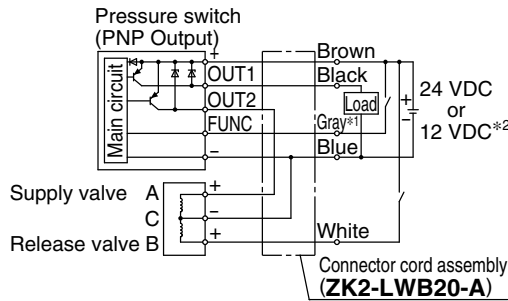 Pressure switch
(PNP Output)
Main circuit
+
OUT1
OUT2
FUNC
−
Brown
Black
Load
Gray*1
Blue
+
−
24 VDC
or
12 VDC*2
Supply valve A +
C −
Release valve B +
White
Connector cord assembly
(ZK2-LWB20-A)